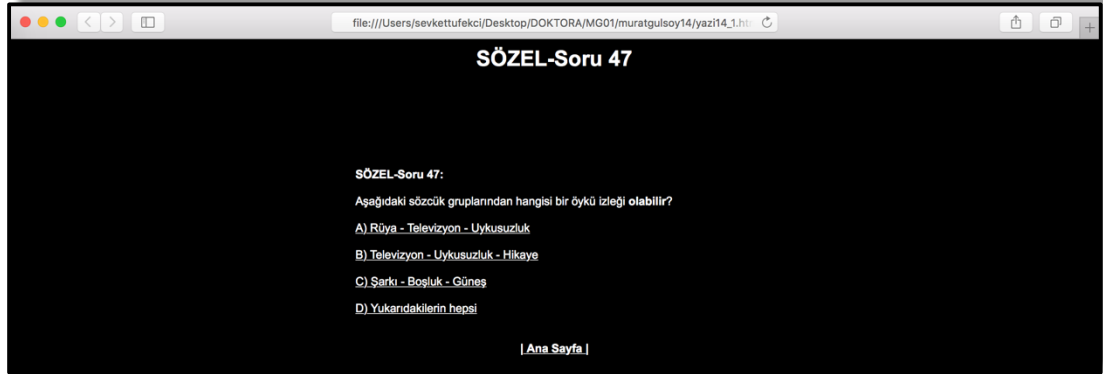 file:///Users/sevkettufekci/Desktop/DOKTORA/MG01/muratgulsoy14/yazi14_1.ht
SÖZEL-Soru 47
SÖZEL-Soru 47:
Aşağıdaki sözcük gruplarından hangisi bir öykü izleği olabilir?
A) Rüya - Televizyon - Uykusuzluk
B) Televizyon - Uykusuzluk - Hikaye
C) Şarkı - Boşluk - Güneş
D) Yukarıdakilerin hepsi
| Ana Sayfa |